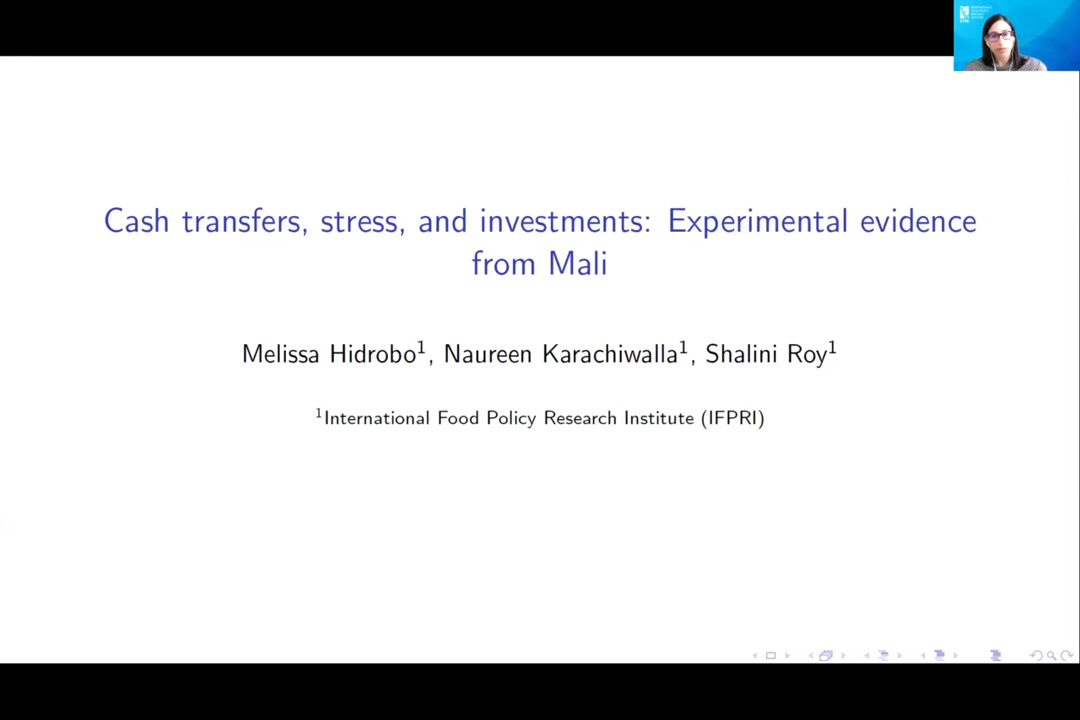 Cash transfers, stress, and investments: Experimental evidence
from Mali
Melissa Hidrobo¹, Naureen Karachiwalla¹, Shalini Roy¹
¹International Food Policy Research Institute (IFPRI)